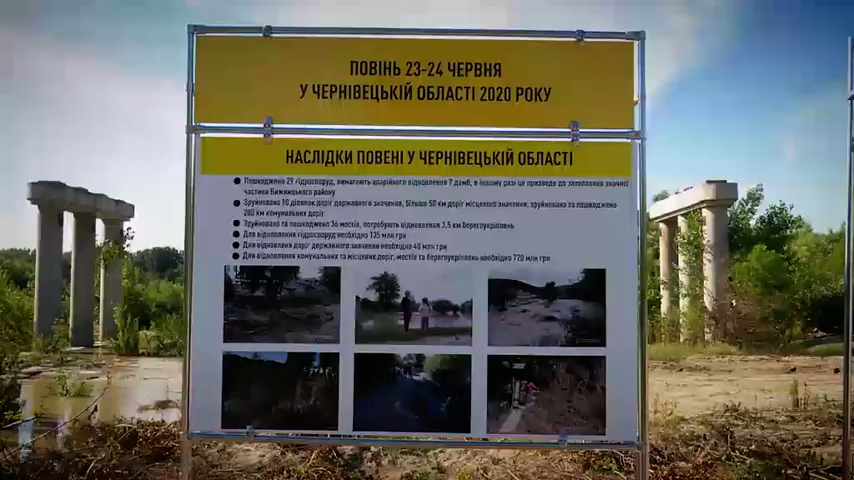 ПОВІНЬ 23-24 ЧЕРВНЯ
У ЧЕРНІВЕЦЬКІЙ ОБЛАСТІ 2020 РОКУ
НАСЛІДКИ ПОВЕНІ У ЧЕРНІВЕЦЬКІЙ ОБЛАСТІ
● Пошкоджено 29 гідроспоруд, вимагають аварійного відновлення 7 дамб, в іншому разі це призведе до затоплення значної
частини Вижницького району
● Зруйновано 10 ділянок доріг державного значення, більше 50 км доріг місцевого значення, зруйновано та пошкоджено
200 км комунальних доріг
● Зруйновано та пошкоджено 36 мостів, потребують відновлення 3,5 км берегоукріплень
● Для відновлення гідроспоруд необхідно 135 млн грн
● Для відновлення доріг державного значення необхідно 40 млн грн
● Для відновлення комунальних та місцевих доріг, мостів та берегоукріплень необхідно 770 млн грн